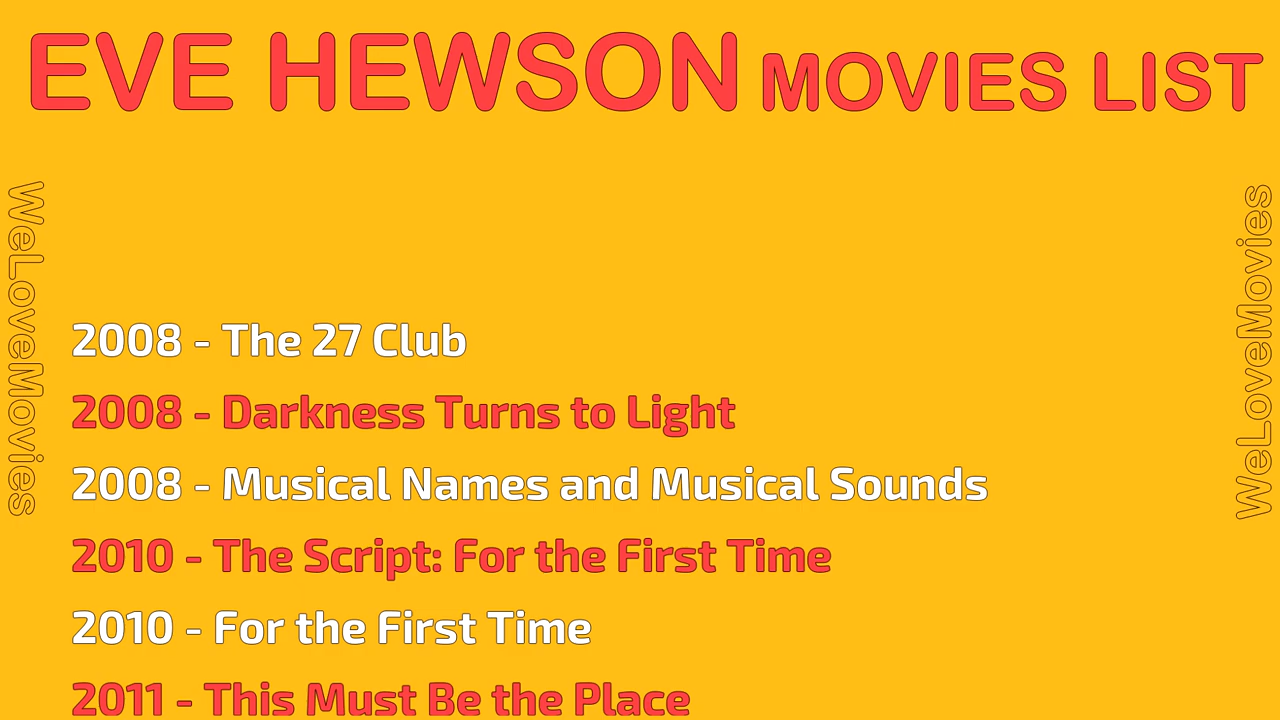 EVE HEWSON MOVIES LIST
WeLoveMovies
WeLoveMovies
2008 - The 27 Club
2008 - Darkness Turns to Light
2008 - Musical Names and Musical Sounds
2010 - The Script: For the First Time
2010 - For the First Time
2011 - This Must Be the Place